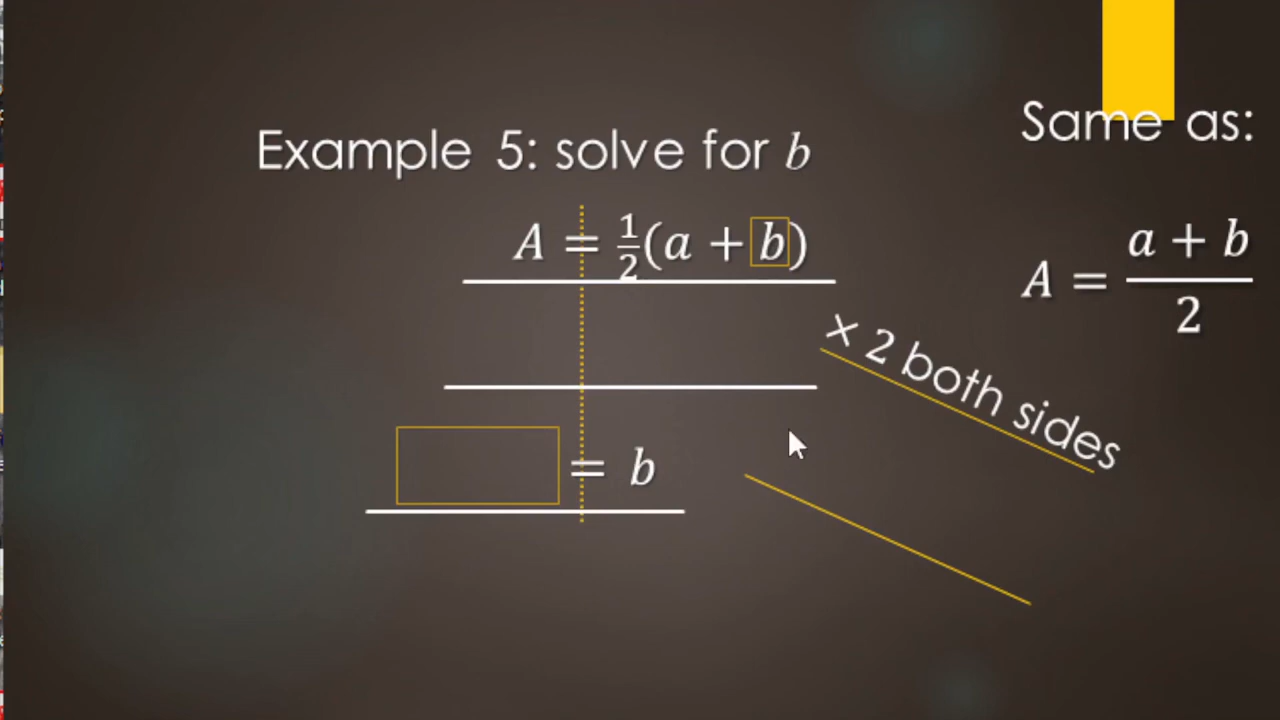 Example 5: solve for b
Same as:
A = 1/2(a + b)
A = (a + b)/2
× 2 both sides
= b